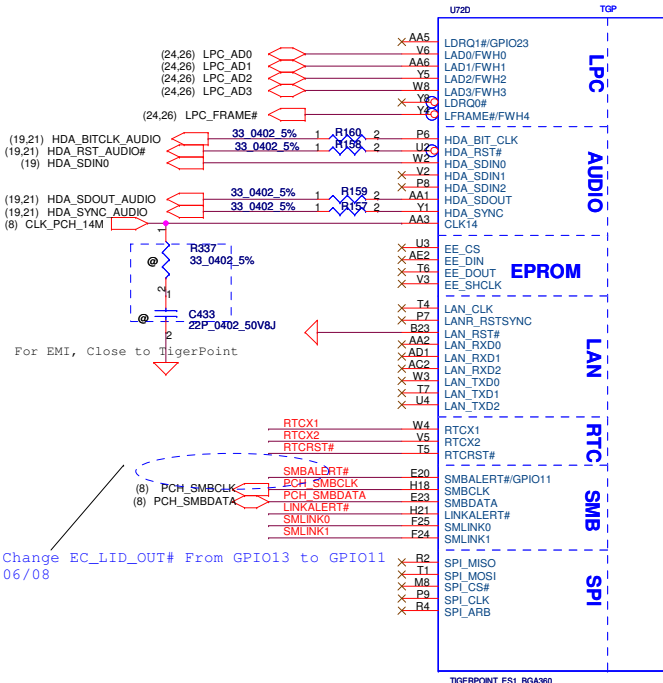 U72D TGP
AA5 LDRQ1#/GPIO23
(24,26) LPC_AD0 V6 LAD0/FWH0
(24,26) LPC_AD1 AA6 LAD1/FWH1
(24,26) LPC_AD2 Y5 LAD2/FWH2
(24,26) LPC_AD3 W8 LAD3/FWH3
Y8 LDRQ0#
(24,26) LPC_FRAME# Y4 LFRAME#/FWH4
LPC
(19,21) HDA_BITCLK_AUDIO 33_0402_5% 1 R160 2 P6 HDA_BIT_CLK
(19,21) HDA_RST_AUDIO# 33_0402_5% 1 R158 2 U2 HDA_RST#
(19) HDA_SDIN0 W2 HDA_SDIN0
V2 HDA_SDIN1
P8 HDA_SDIN2
(19,21) HDA_SDOUT_AUDIO 33_0402_5% 1 R159 2 AA1 HDA_SDOUT
(19,21) HDA_SYNC_AUDIO 33_0402_5% 1 R157 2 Y1 HDA_SYNC
(8) CLK_PCH_14M AA3 CLK14
AUDIO
1
@ R337
33_0402_5%
2
1
@ C433
22P_0402_50V8J
2
For EMI, Close to TigerPoint
U3 EE_CS
AE2 EE_DIN
T6 EE_DOUT
V3 EE_SHCLK
EPROM
T4 LAN_CLK
P7 LANR_RSTSYNC
B23 LAN_RST#
AA2 LAN_RXD0
AD1 LAN_RXD1
AC2 LAN_RXD2
W3 LAN_TXD0
T7 LAN_TXD1
U4 LAN_TXD2
LAN
RTCX1 W4 RTCX1
RTCX2 V5 RTCX2
RTCRST# T5 RTCRST#
RTC
SMBALERT# E20 SMBALERT#/GPIO11
(8) PCH_SMBCLK PCH_SMBCLK H18 SMBCLK
(8) PCH_SMBDATA PCH_SMBDATA E23 SMBDATA
LINKALERT# H21 LINKALERT#
SMLINK0 F25 SMLINK0
SMLINK1 F24 SMLINK1
SMB
Change EC_LID_OUT# From GPIO13 to GPIO11
06/08
R2 SPI_MISO
T1 SPI_MOSI
M8 SPI_CS#
P9 SPI_CLK
R4 SPI_ARB
SPI
TIGERPOINT_ES1_BGA360